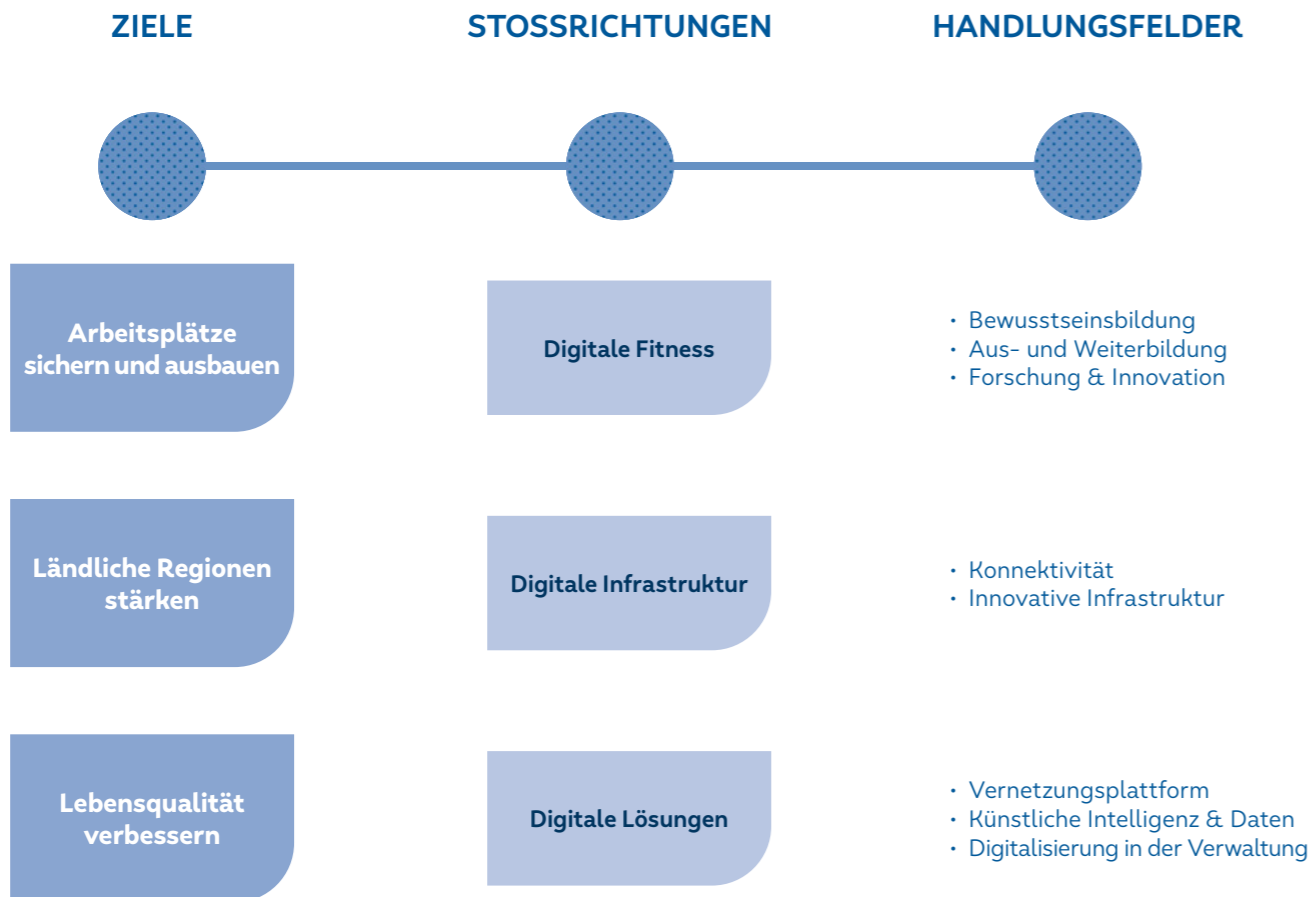 ZIELE
STOSSRICHTUNGEN
HANDLUNGSFELDER
Arbeitsplätze
sichern und ausbauen
Digitale Fitness
• Bewusstseinsbildung
• Aus- und Weiterbildung
• Forschung & Innovation
Ländliche Regionen
stärken
Digitale Infrastruktur
• Konnektivität
• Innovative Infrastruktur
Lebensqualität
verbessern
Digitale Lösungen
• Vernetzungsplattform
• Künstliche Intelligenz & Daten
• Digitalisierung in der Verwaltung